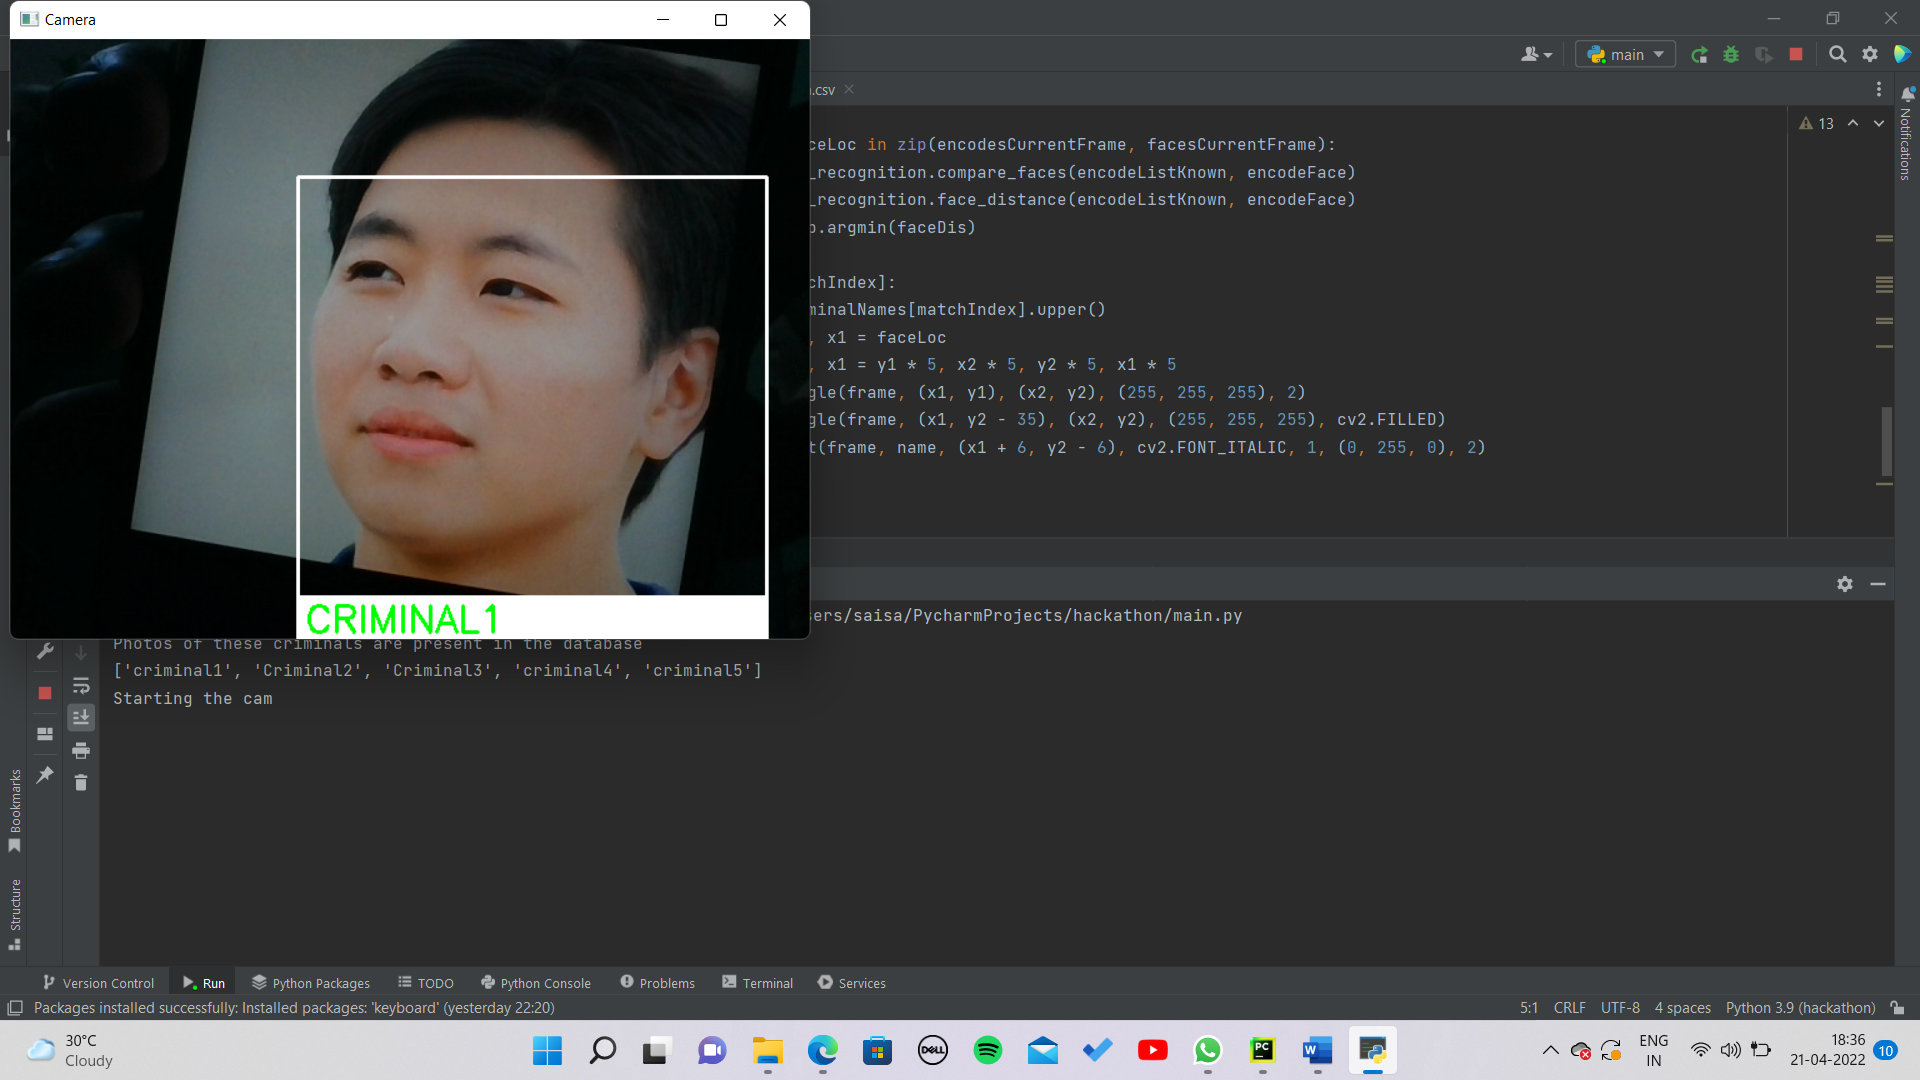 Camera
main
.csv
13
Notifications
ceLoc in zip(encodesCurrentFrame, facesCurrentFrame):
_recognition.compare_faces(encodeListKnown, encodeFace)
_recognition.face_distance(encodeListKnown, encodeFace)
.argmin(faceDis)
chIndex]:
minalNames[matchIndex].upper()
, x1 = faceLoc
, x1 = y1 * 5, x2 * 5, y2 * 5, x1 * 5
gle(frame, (x1, y1), (x2, y2), (255, 255, 255), 2)
gle(frame, (x1, y2 - 35), (x2, y2), (255, 255, 255), cv2.FILLED)
t(frame, name, (x1 + 6, y2 - 6), cv2.FONT_ITALIC, 1, (0, 255, 0), 2)
CRIMINAL1
ers/saisa/PycharmProjects/hackathon/main.py
Photos of these criminals are present in the database
['criminal1', 'Criminal2', 'Criminal3', 'criminal4', 'criminal5']
Starting the cam
Bookmarks
Structure
Version Control
Run
Python Packages
TODO
Python Console
Problems
Terminal
Services
Packages installed successfully: Installed packages: 'keyboard' (yesterday 22:20)
5:1 CRLF UTF-8 4 spaces Python 3.9 (hackathon)
30°C
Cloudy
DELL
PC
W
ENG
IN
18:36
21-04-2022
10